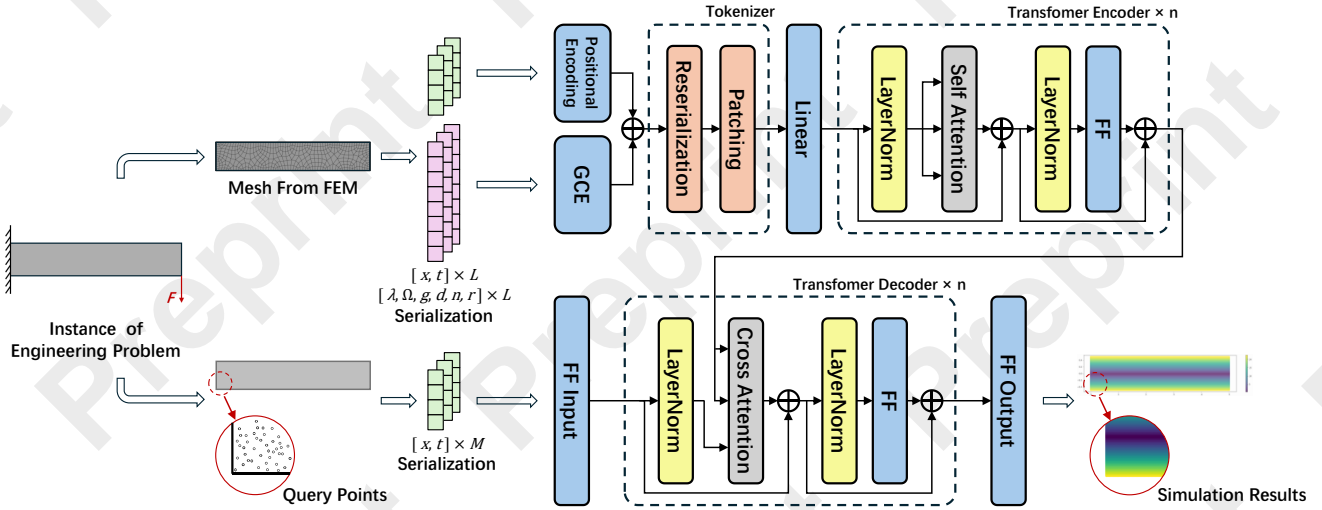 Tokenizer
Transfomer Encoder × n
Positional
Encoding
GCE
Reserialization
Patching
Linear
LayerNorm
Self Attention
LayerNorm
FF
Mesh From FEM
F
[ x, t] × L
[ λ, Ω, g, d, n, r] × L
Serialization
Instance of
Engineering Problem
Transfomer Decoder × n
FF Input
LayerNorm
Cross Attention
LayerNorm
FF
FF Output
[ x, t] × M
Serialization
Query Points
Simulation Results
Preprint
Preprint
Preprint